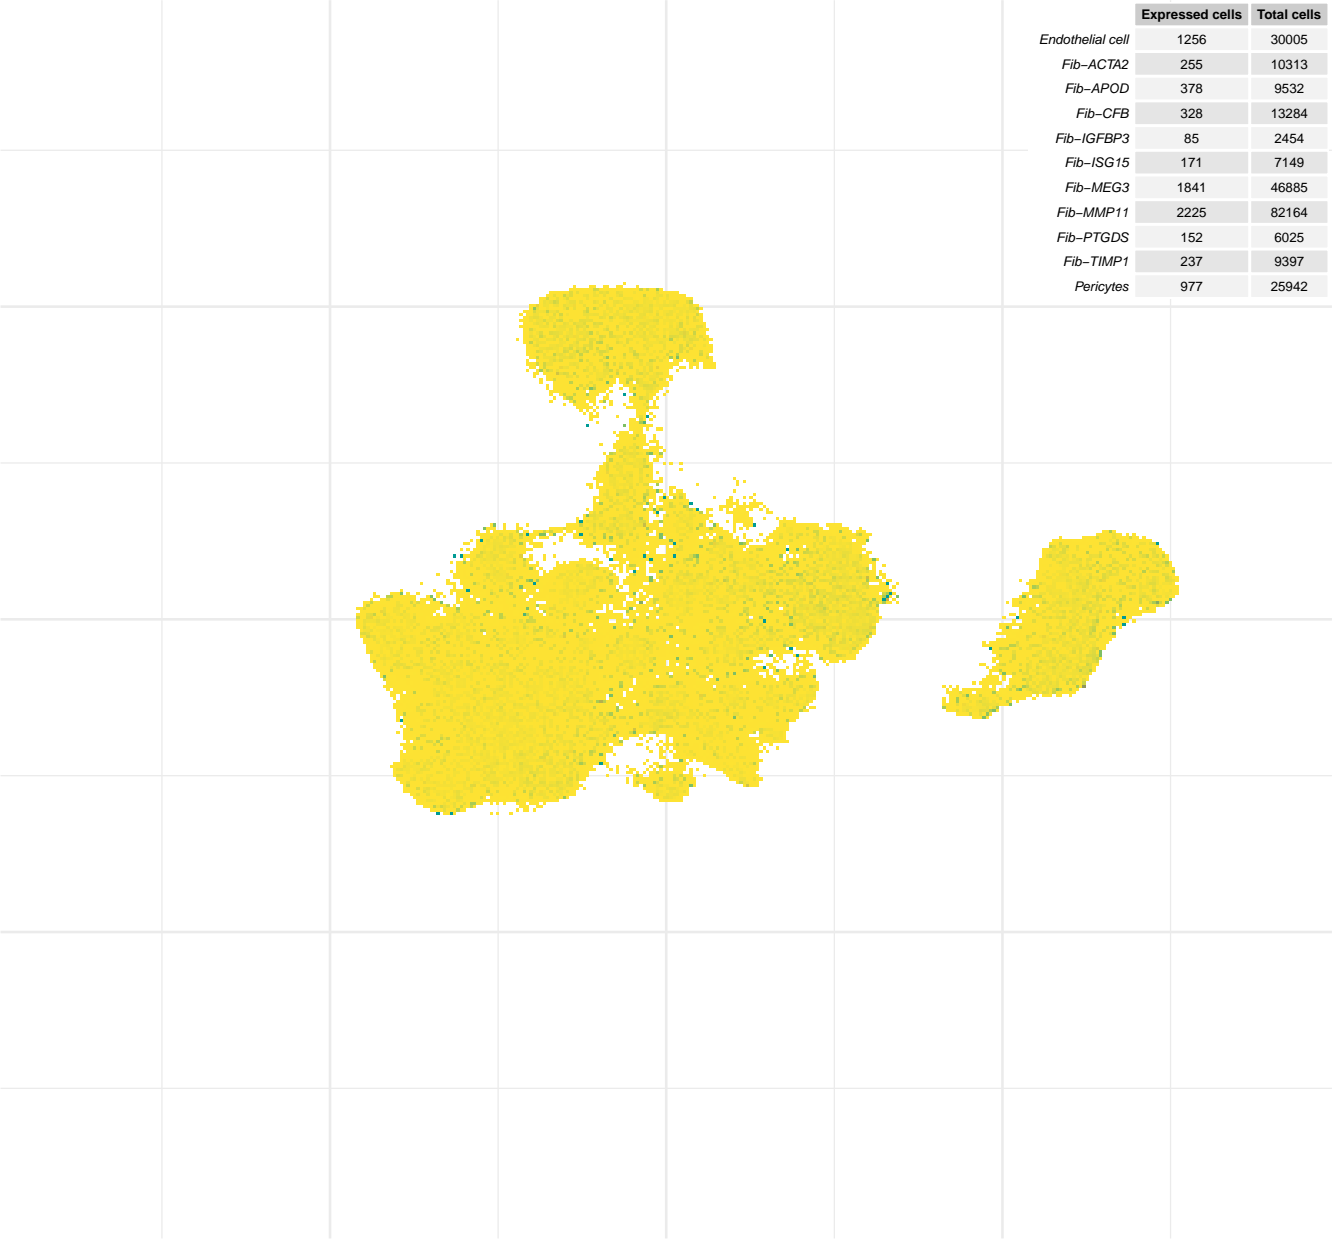 Expressed cells Total cells
Endothelial cell 1256 30005
Fib−ACTA2 255 10313
Fib−APOD 378 9532
Fib−CFB 328 13284
Fib−IGFBP3 85 2454
Fib−ISG15 171 7149
Fib−MEG3 1841 46885
Fib−MMP11 2225 82164
Fib−PTGDS 152 6025
Fib−TIMP1 237 9397
Pericytes 977 25942